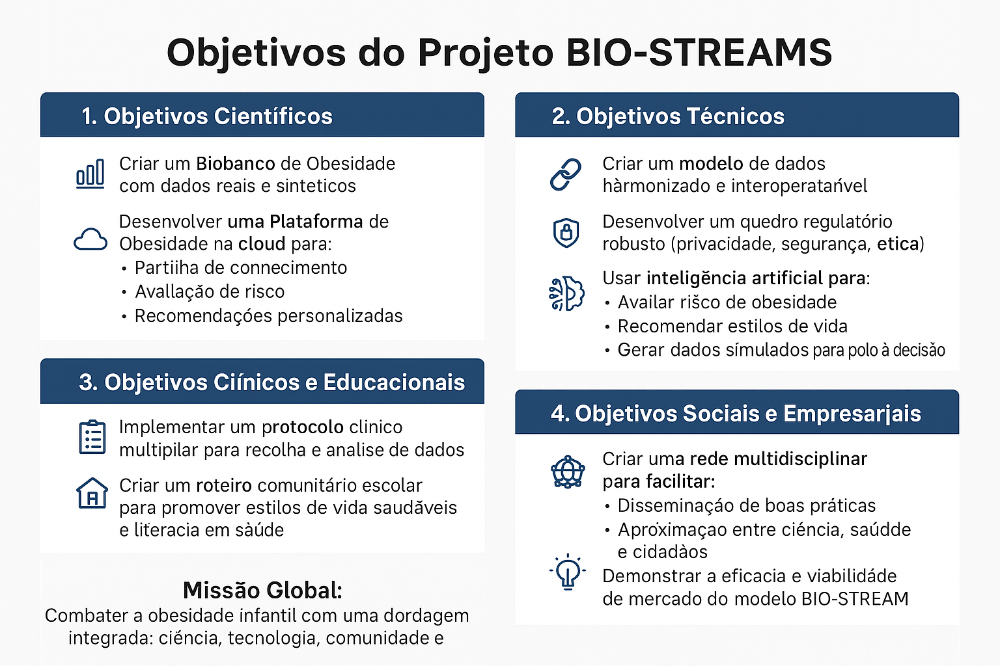 Objetivos do Projeto BIO-STREAMS
1. Objetivos Científicos
Criar um Biobanco de Obesidade
com dados reais e sinteticos
Desenvolver uma Plataforma de
Obesidade na cloud para:
• Partiiha de connecimento
• Avallação de risco
• Recomendaçóes personalizadas
2. Objetivos Técnicos
Criar um modelo de dados
hàrmonizado e interoperatańvel
Desenvolver um quedro regulatório
robusto (privacidade, segurança, etica)
Usar inteligĕncia artificial para:
• Availar rišco de obesidade
• Recomendar estilos de vida
• Gerar dados símulados para polo à decisão
3. Objetivos Ciínicos e Educacionais
Implementar um protocolo clinico
multipilar para recolha e analise de dados
Criar um roteiro comunitário escolar
para promover estilos de vida saudăveis
e literacia em sàúde
4. Objetivos Sociais e Empresarjais
Criar uma rede multidisciplinar
para facilitar:
• Disseminaçáo de boas práticas
• Aproximaçao entre ciéncia, saúdde
e cidadàos
Demonstrar a eficacia e viabilidáde
de mercado do modelo BIO-STREAM
Missão Global:
Combater a obesidade infantil com uma dordagem
integrada: ciéncia, tecnologia, comunidade e